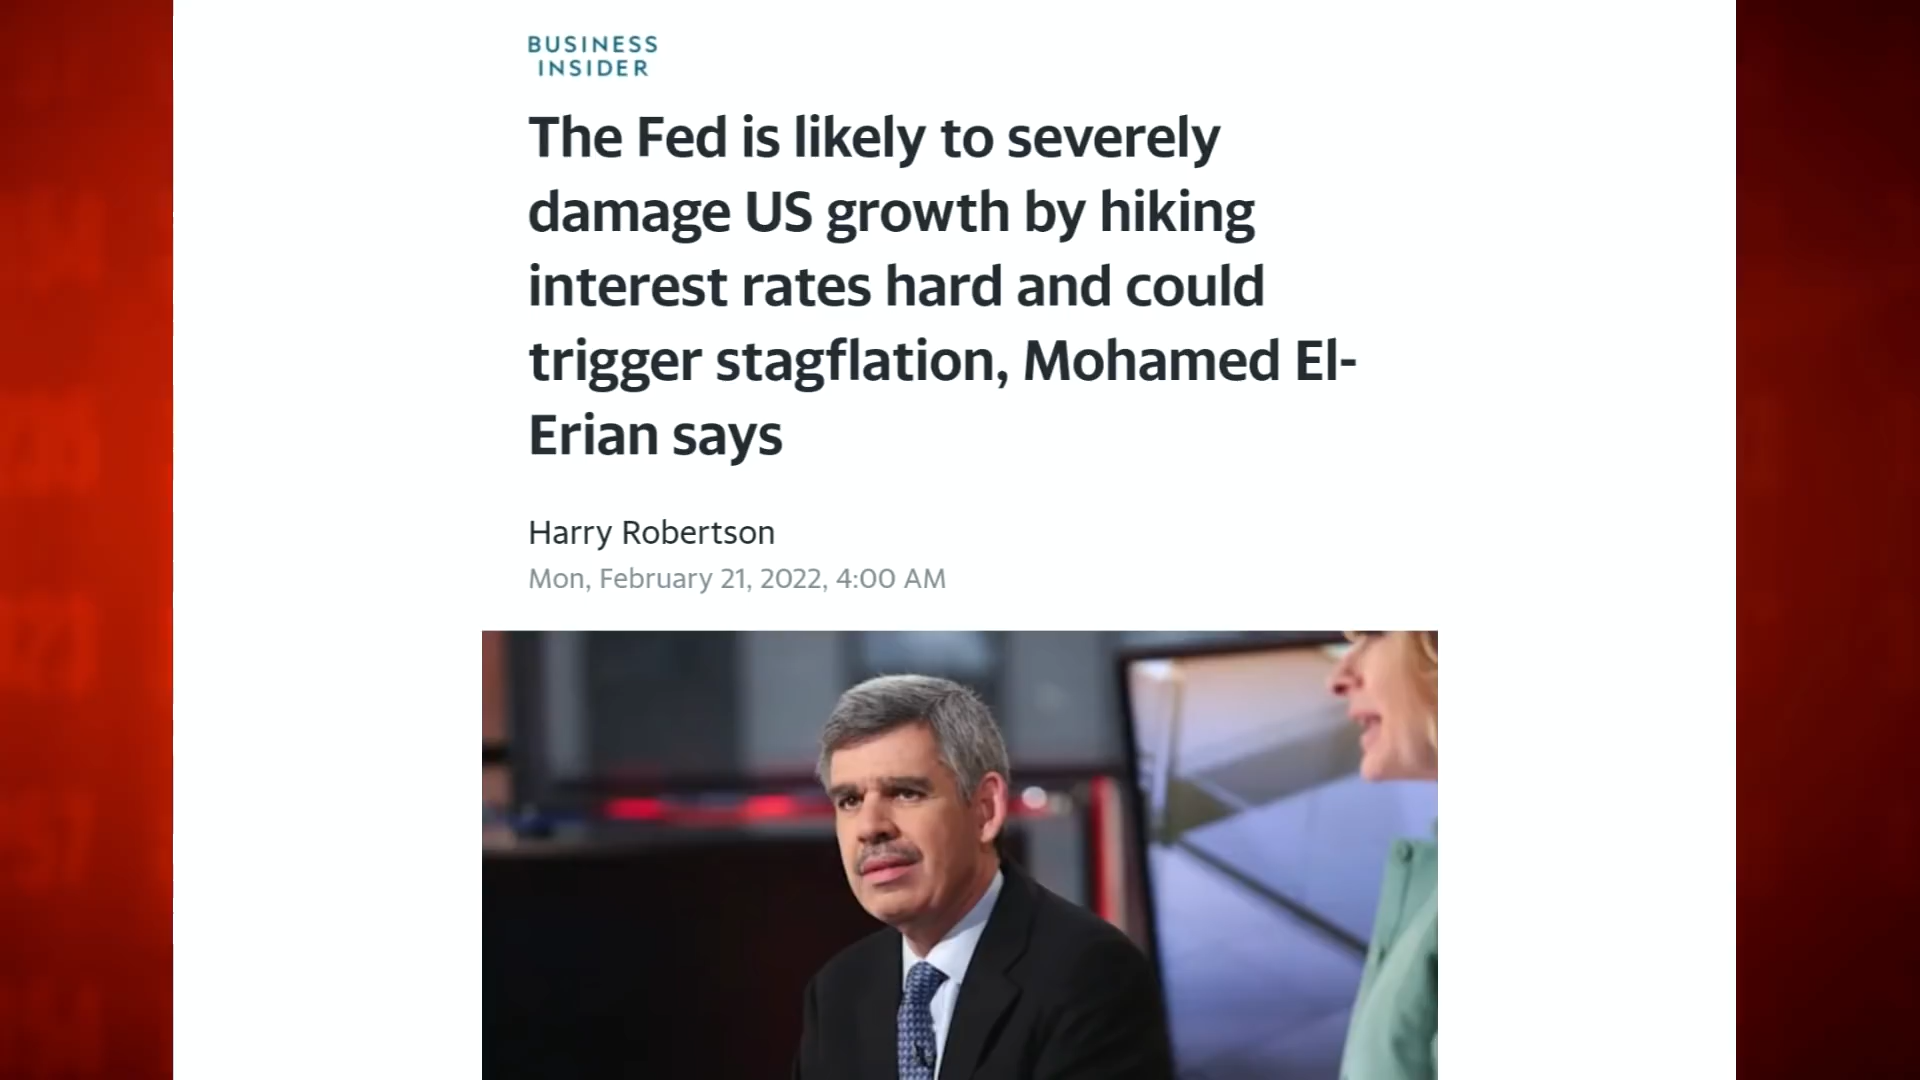 BUSINESS
INSIDER
The Fed is likely to severely
damage US growth by hiking
interest rates hard and could
trigger stagflation, Mohamed El-
Erian says
Harry Robertson
Mon, February 21, 2022, 4:00 AM